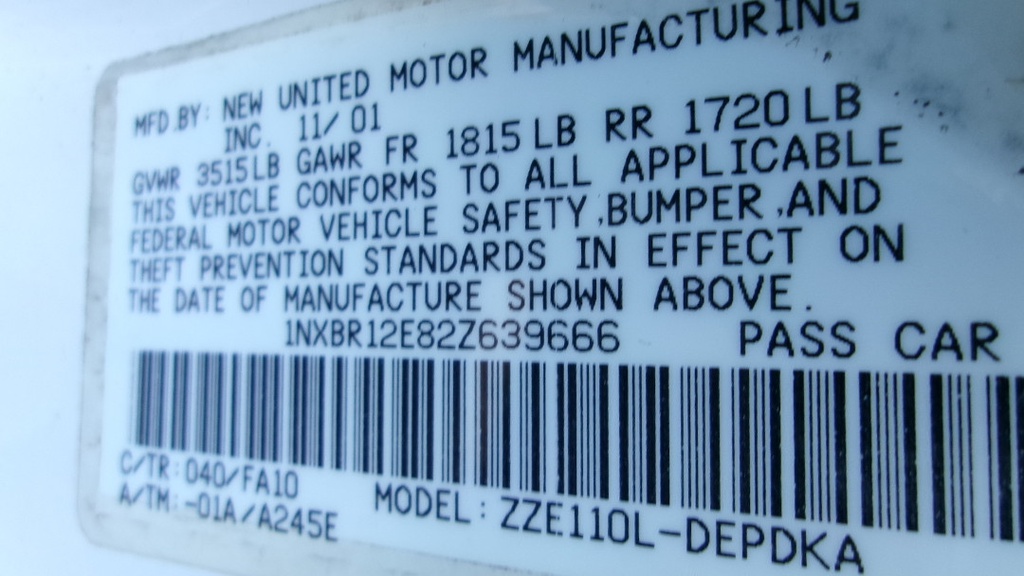 MFD.BY: NEW UNITED MOTOR MANUFACTURING
INC. 11/01
GVWR 3515LB GAWR FR 1815LB RR 1720LB
THIS VEHICLE CONFORMS TO ALL APPLICABLE
FEDERAL MOTOR VEHICLE SAFETY,BUMPER,AND
THEFT PREVENTION STANDARDS IN EFFECT ON
THE DATE OF MANUFACTURE SHOWN ABOVE.
1NXBR12E82Z639666 PASS CAR
C/TR:040/FA10
A/TM:-01A/A245E MODEL:ZZE110L-DEPDKA